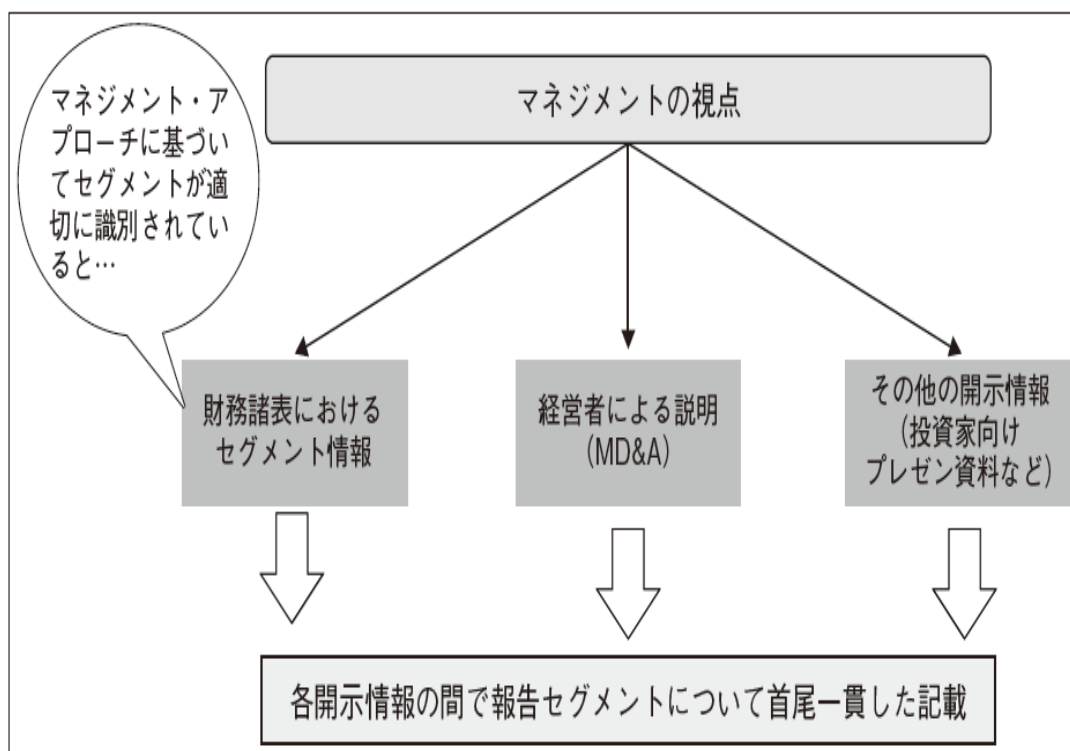 マネジメントの視点
マネジメント・ア
プローチに基づい
てセグメントが適
切に識別されてい
ると…
財務諸表における
セグメント情報
経営者による説明
(MD&A)
その他の開示情報
(投資家向け
プレゼン資料など)
各開示情報の間で報告セグメントについて首尾一貫した記載